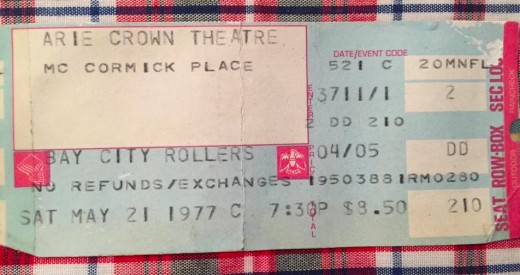 ARIE CROWN THEATRE
MC CORMICK PLACE
DATE/EVENT CODE
521 C 20MNFL
3711/1 2
2 DD 210
BAY CITY ROLLERS 04/05 DD
NO REFUNDS/EXCHANGES 19503881RM0280
SAT MAY 21 1977 C 7:30P $8.50 210
SEAT ROW·BOX SEC